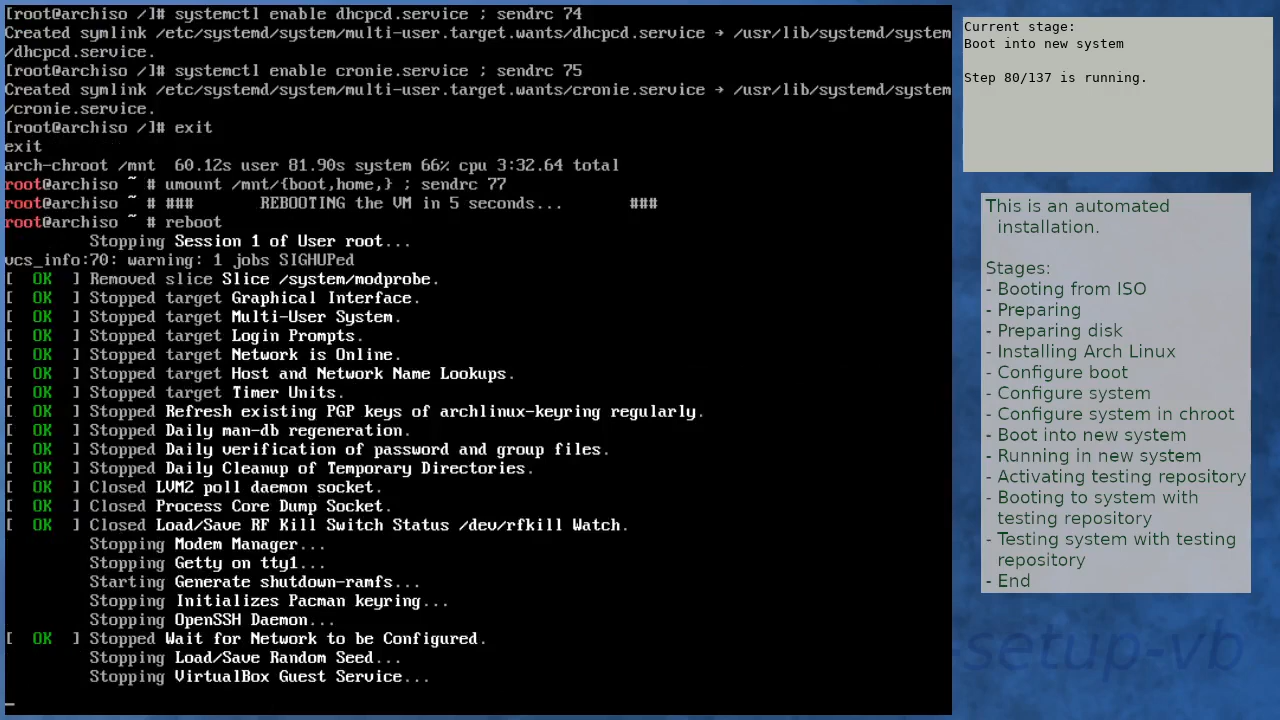 [root@archiso /]# systemctl enable dhcpcd.service ; sendrc 74
Created symlink /etc/systemd/system/multi-user.target.wants/dhcpcd.service → /usr/lib/systemd/system
/dhcpcd.service.
[root@archiso /]# systemctl enable cronie.service ; sendrc 75
Created symlink /etc/systemd/system/multi-user.target.wants/cronie.service → /usr/lib/systemd/system
/cronie.service.
[root@archiso /]# exit
exit
arch-chroot /mnt  60.12s user 81.90s system 66% cpu 3:32.64 total
root@archiso ~ # umount /mnt/{boot,home,} ; sendrc 77
root@archiso ~ # ###       REBOOTING the VM in 5 seconds...       ###
root@archiso ~ # reboot
         Stopping Session 1 of User root...
vcs_info:70: warning: 1 jobs SIGHUPed
[  OK  ] Removed slice Slice /system/modprobe.
[  OK  ] Stopped target Graphical Interface.
[  OK  ] Stopped target Multi-User System.
[  OK  ] Stopped target Login Prompts.
[  OK  ] Stopped target Network is Online.
[  OK  ] Stopped target Host and Network Name Lookups.
[  OK  ] Stopped target Timer Units.
[  OK  ] Stopped Refresh existing PGP keys of archlinux-keyring regularly.
[  OK  ] Stopped Daily man-db regeneration.
[  OK  ] Stopped Daily verification of password and group files.
[  OK  ] Stopped Daily Cleanup of Temporary Directories.
[  OK  ] Closed LVM2 poll daemon socket.
[  OK  ] Closed Process Core Dump Socket.
[  OK  ] Closed Load/Save RF Kill Switch Status /dev/rfkill Watch.
         Stopping Modem Manager...
         Stopping Getty on tty1...
         Starting Generate shutdown-ramfs...
         Stopping Initializes Pacman keyring...
         Stopping OpenSSH Daemon...
[  OK  ] Stopped Wait for Network to be Configured.
         Stopping Load/Save Random Seed...
         Stopping VirtualBox Guest Service...
_
Current stage:
Boot into new system
Step 80/137 is running.
This is an automated
installation.
Stages:
- Booting from ISO
- Preparing
- Preparing disk
- Installing Arch Linux
- Configure boot
- Configure system
- Configure system in chroot
- Boot into new system
- Running in new system
- Activating testing repository
- Booting to system with
testing repository
- Testing system with testing
repository
- End
-setup-vb